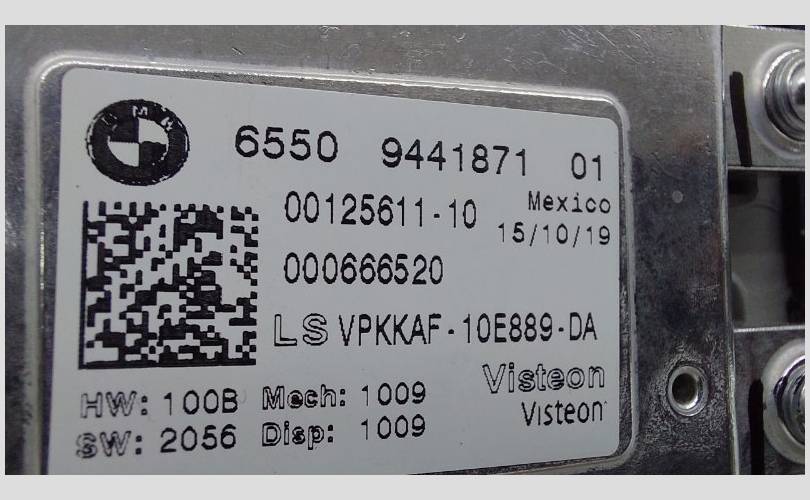 BMW
6550 9441871 01
00125611-10 Mexico
15/10/19
000666520
LS VPKKAF-10E889-DA
Visteon
HW: 100B Mech: 1009
Visteon
SW: 2056 Disp: 1009